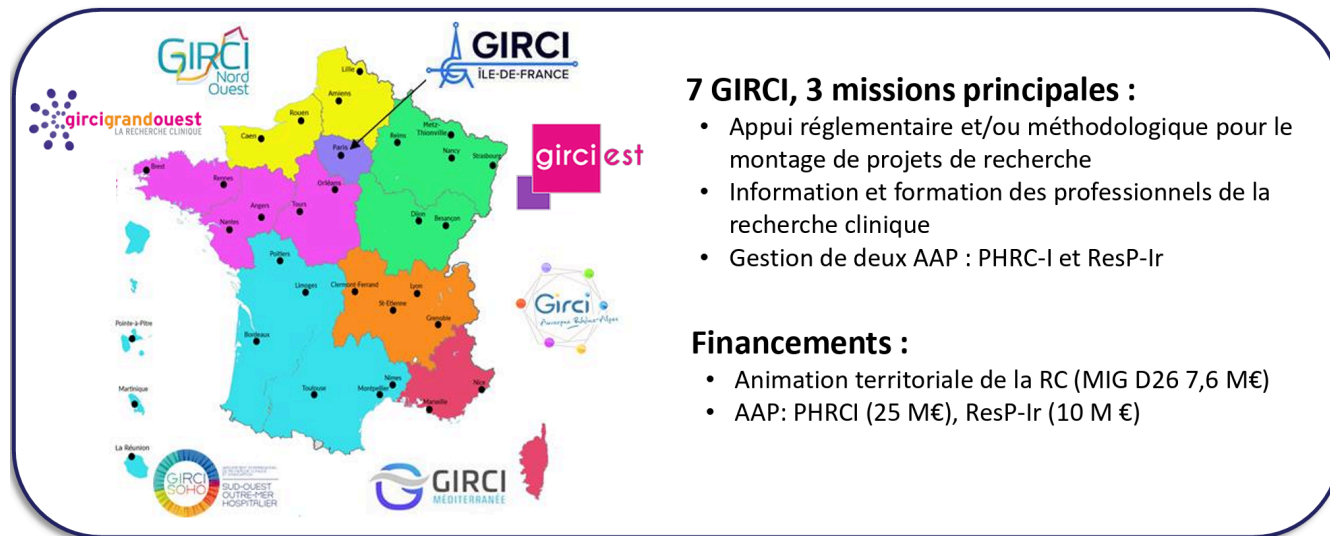 GIRCI
Nord
Ouest
GIRCI
ÎLE-DE-FRANCE
gircigrandouest
LA RECHERCHE CLINIQUE
girci est
Lille
Amiens
Rouen
Caen
Paris
Reims
Metz-
Thionville
Nancy
Strasbourg
Brest
Rennes
Orléans
Angers
Tours
Nantes
Dijon
Besançon
Poitiers
Limoges
Clermont-Ferrand
Lyon
St-Etienne
Grenoble
Girci
Auvergne Rhône-Alpes
Pointe-à-Pitre
Bordeaux
Martinique
Toulouse
Montpellier
Nimes
Nice
Marseille
La Réunion
GIRCI
SOHO
SUD-OUEST
OUTRE-MER
HOSPITALIER
GIRCI
MÉDITERRANÉE
7 GIRCI, 3 missions principales :
• Appui réglementaire et/ou méthodologique pour le
montage de projets de recherche
• Information et formation des professionnels de la
recherche clinique
• Gestion de deux AAP : PHRC-I et ResP-Ir
Financements :
• Animation territoriale de la RC (MIG D26 7,6 M€)
• AAP: PHRCI (25 M€), ResP-Ir (10 M €)